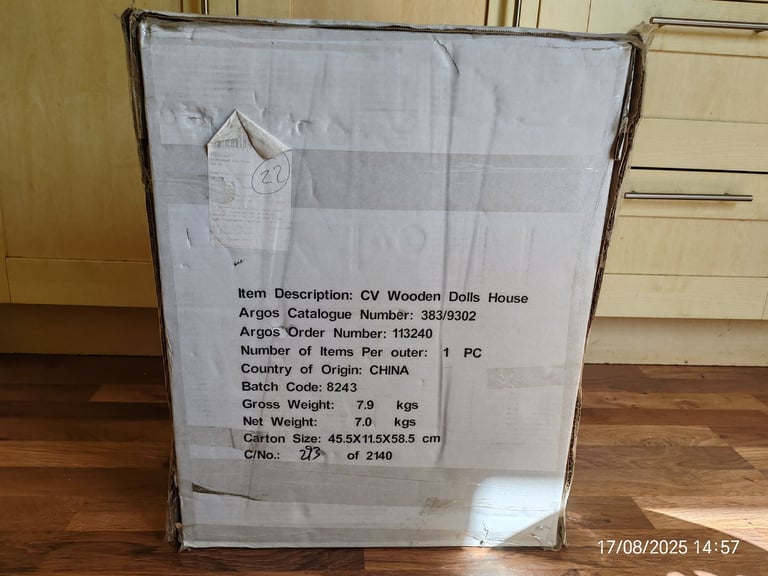 22
Item Description: CV Wooden Dolls House
Argos Catalogue Number: 383/9302
Argos Order Number: 113240
Number of Items Per outer: 1 PC
Country of Origin: CHINA
Batch Code: 8243
Gross Weight: 7.9 kgs
Net Weight: 7.0 kgs
Carton Size: 45.5X11.5X58.5 cm
C/No.: 293 of 2140
17/08/2025 14:57